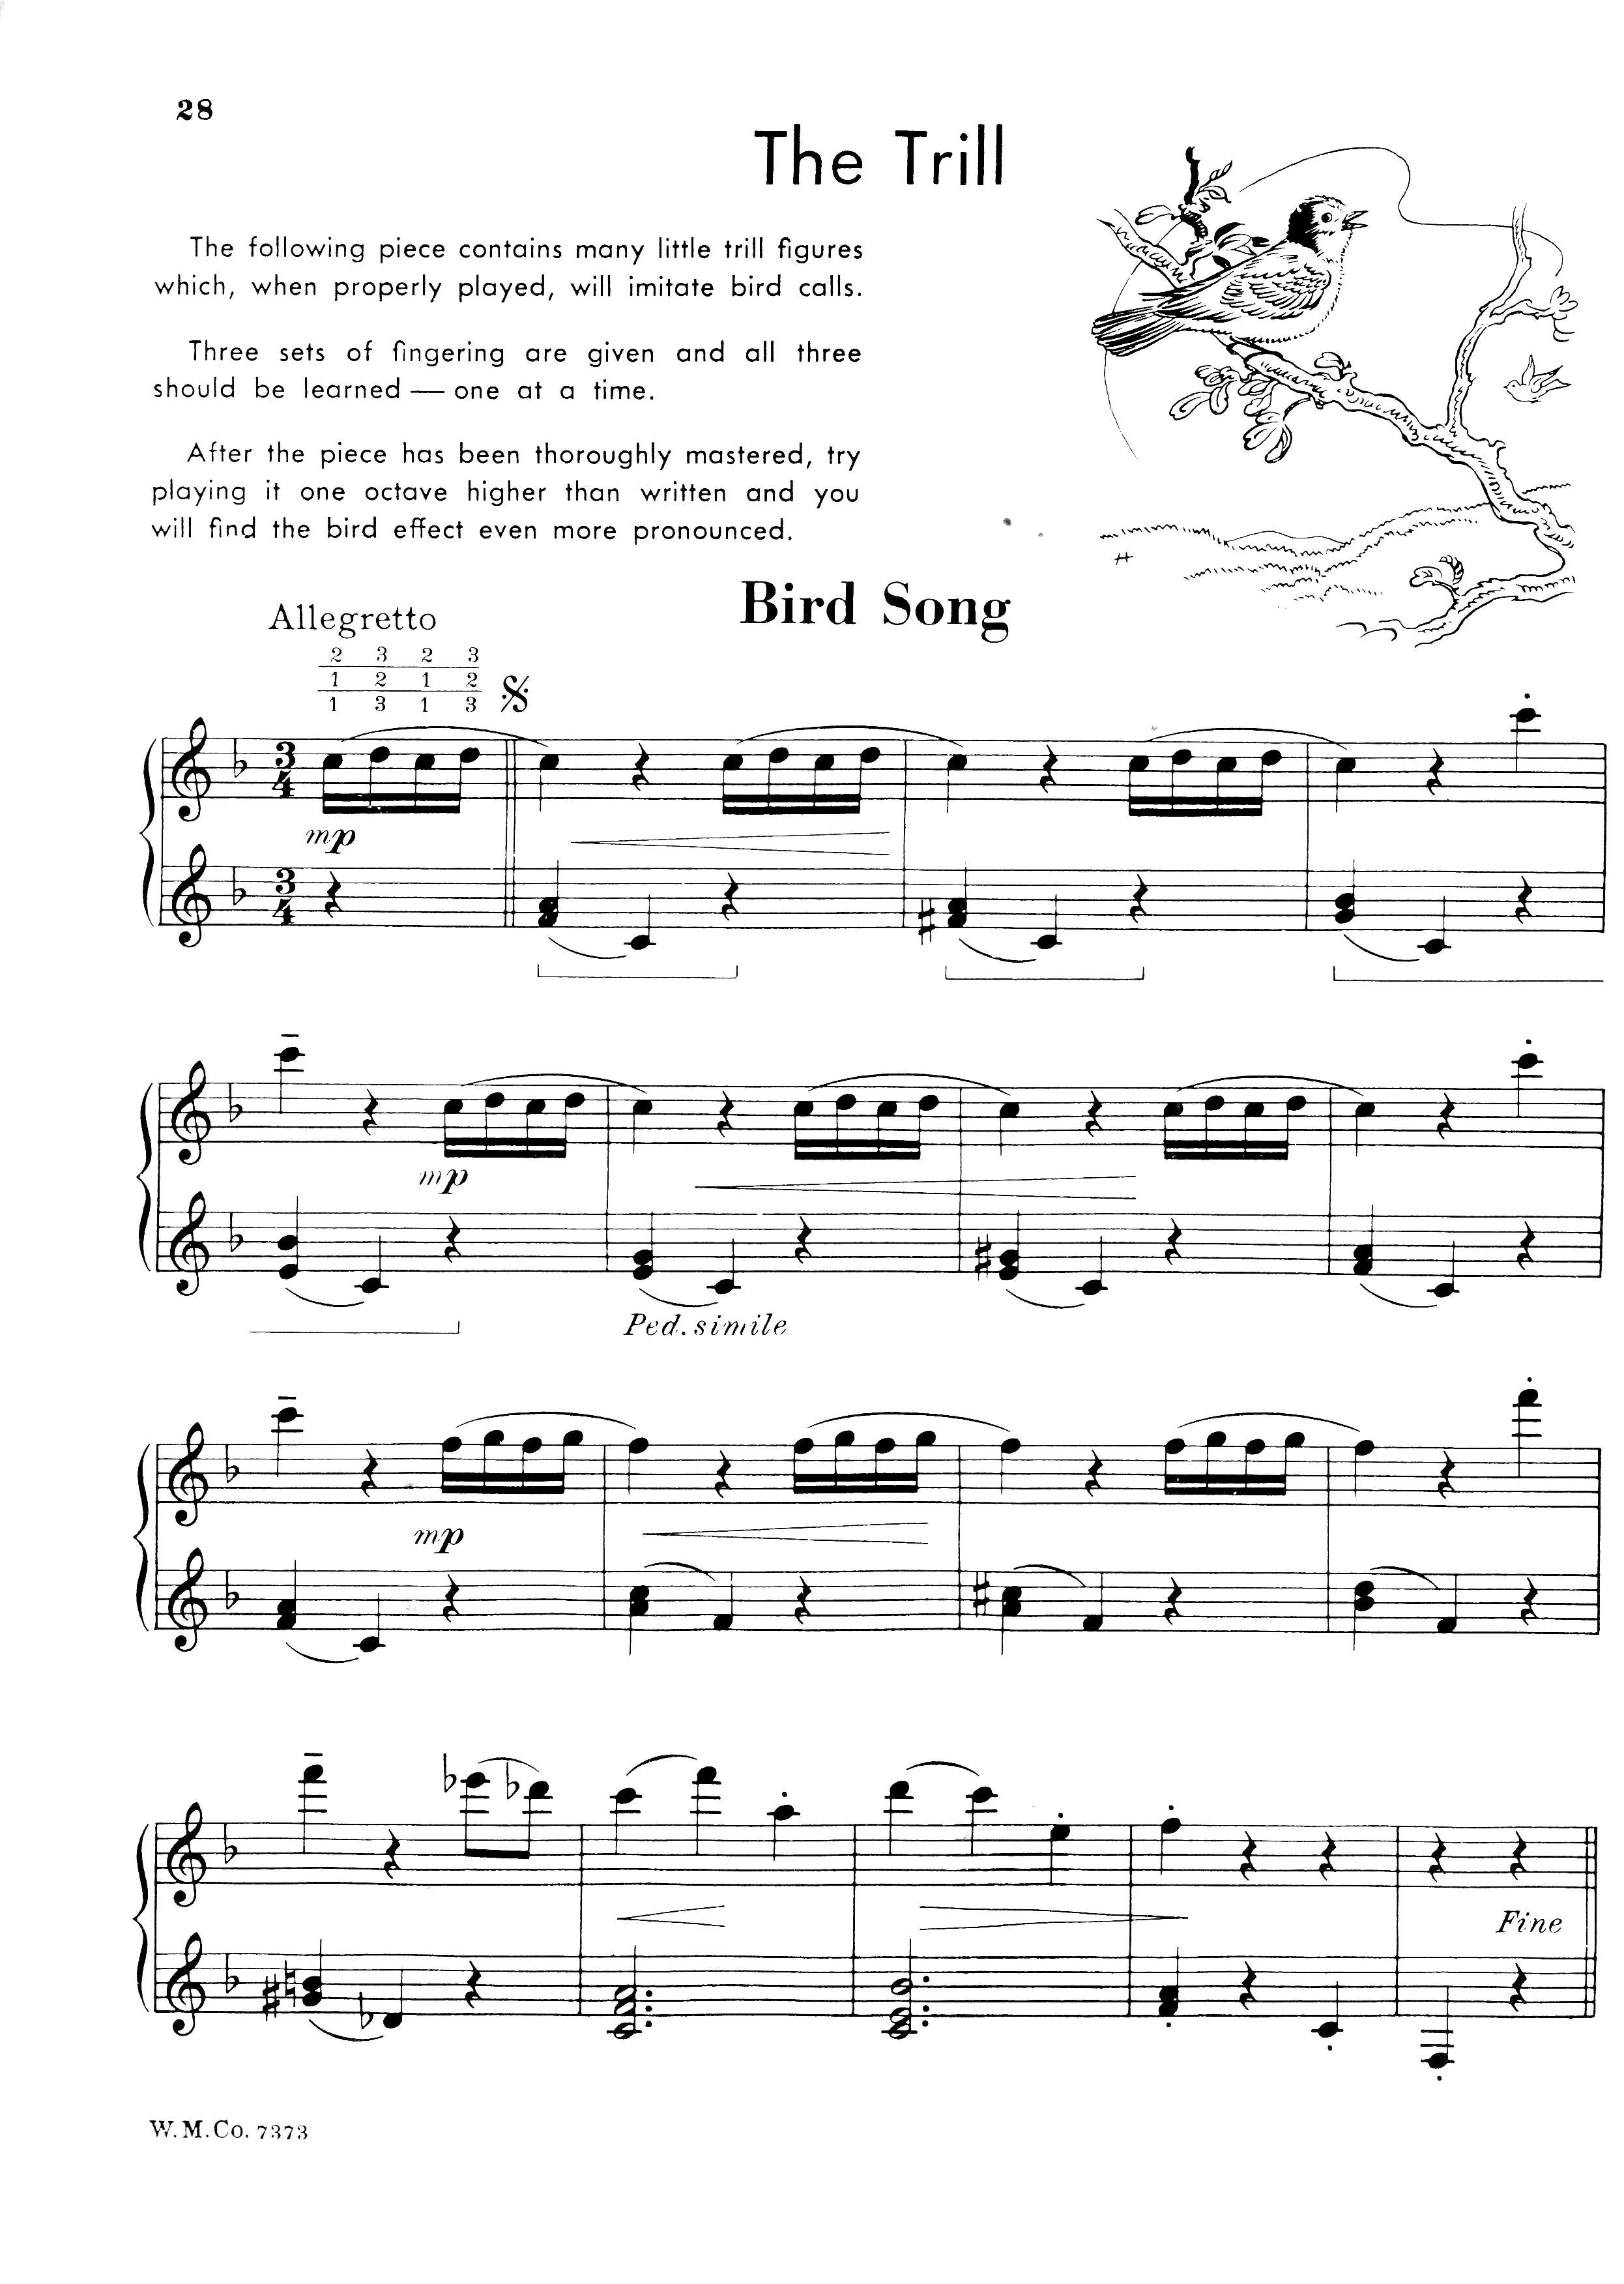 28
The Trill
The following piece contains many little trill figures
which, when properly played, will imitate bird calls.
Three sets of fingering are given and all three
should be learned — one at a time.
After the piece has been thoroughly mastered, try
playing it one octave higher than written and you
will find the bird effect even more pronounced.
H
Bird Song
Allegretto
2 3 2 3
1 2 1 2
1 3 1 3
3
4
mp
3
4
mp
Ped. simile
mp
Fine
W. M. Co. 7373